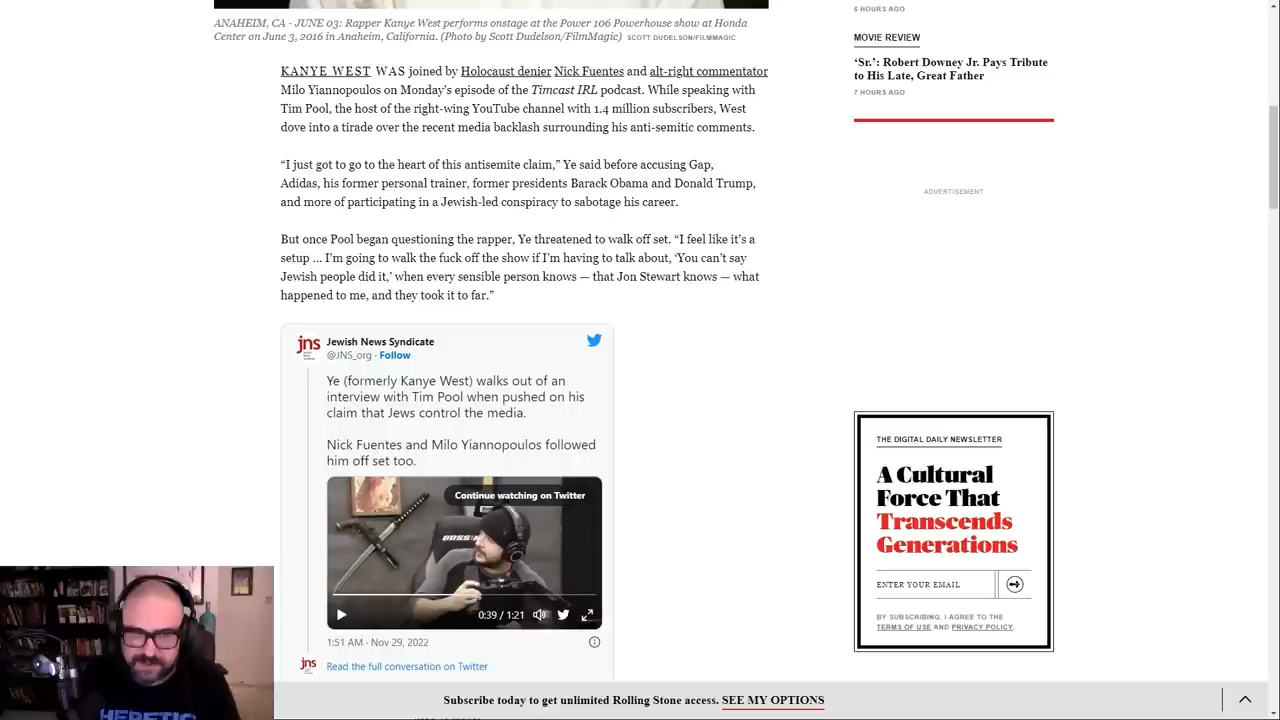 ANAHEIM, CA - JUNE 03: Rapper Kanye West performs onstage at the Power 106 Powerhouse show at Honda
Center on June 3, 2016 in Anaheim, California. (Photo by Scott Dudelson/FilmMagic) SCOTT DUDELSON/FILMMAGIC
KANYE WEST WAS joined by Holocaust denier Nick Fuentes and alt-right commentator
Milo Yiannopoulos on Monday’s episode of the Timcast IRL podcast. While speaking with
Tim Pool, the host of the right-wing YouTube channel with 1.4 million subscribers, West
dove into a tirade over the recent media backlash surrounding his anti-semitic comments.
“I just got to go to the heart of this antisemite claim,” Ye said before accusing Gap,
Adidas, his former personal trainer, former presidents Barack Obama and Donald Trump,
and more of participating in a Jewish-led conspiracy to sabotage his career.
But once Pool began questioning the rapper, Ye threatened to walk off set. “I feel like it’s a
setup … I’m going to walk the fuck off the show if I’m having to talk about, ‘You can’t say
Jewish people did it,’ when every sensible person knows — that Jon Stewart knows — what
happened to me, and they took it to far.”
jns
Jewish News Syndicate
@JNS_org · Follow
Ye (formerly Kanye West) walks out of an
interview with Tim Pool when pushed on his
claim that Jews control the media.
Nick Fuentes and Milo Yiannopoulos followed
him off set too.
Continue watching on Twitter
0:39 / 1:21
1:51 AM · Nov 29, 2022
jns
Read the full conversation on Twitter
6 HOURS AGO
MOVIE REVIEW
‘Sr.’: Robert Downey Jr. Pays Tribute
to His Late, Great Father
7 HOURS AGO
ADVERTISEMENT
THE DIGITAL DAILY NEWSLETTER
A Cultural
Force That
Transcends
Generations
ENTER YOUR EMAIL
BY SUBSCRIBING, I AGREE TO THE
TERMS OF USE AND PRIVACY POLICY.
HERETIC
Subscribe today to get unlimited Rolling Stone access. SEE MY OPTIONS